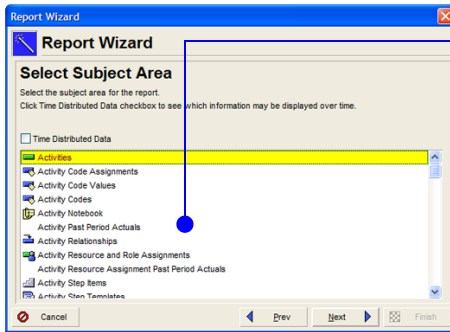 Report Wizard
Report Wizard
Select Subject Area
Select the subject area for the report.
Click Time Distributed Data checkbox to see which information may be displayed over time.
Time Distributed Data
Activities
Activity Code Assignments
Activity Code Values
Activity Codes
Activity Notebook
Activity Past Period Actuals
Activity Relationships
Activity Resource and Role Assignments
Activity Resource Assignment Past Period Actuals
Activity Step Items
Activity Step Templates
Cancel
Prev
Next
Finish